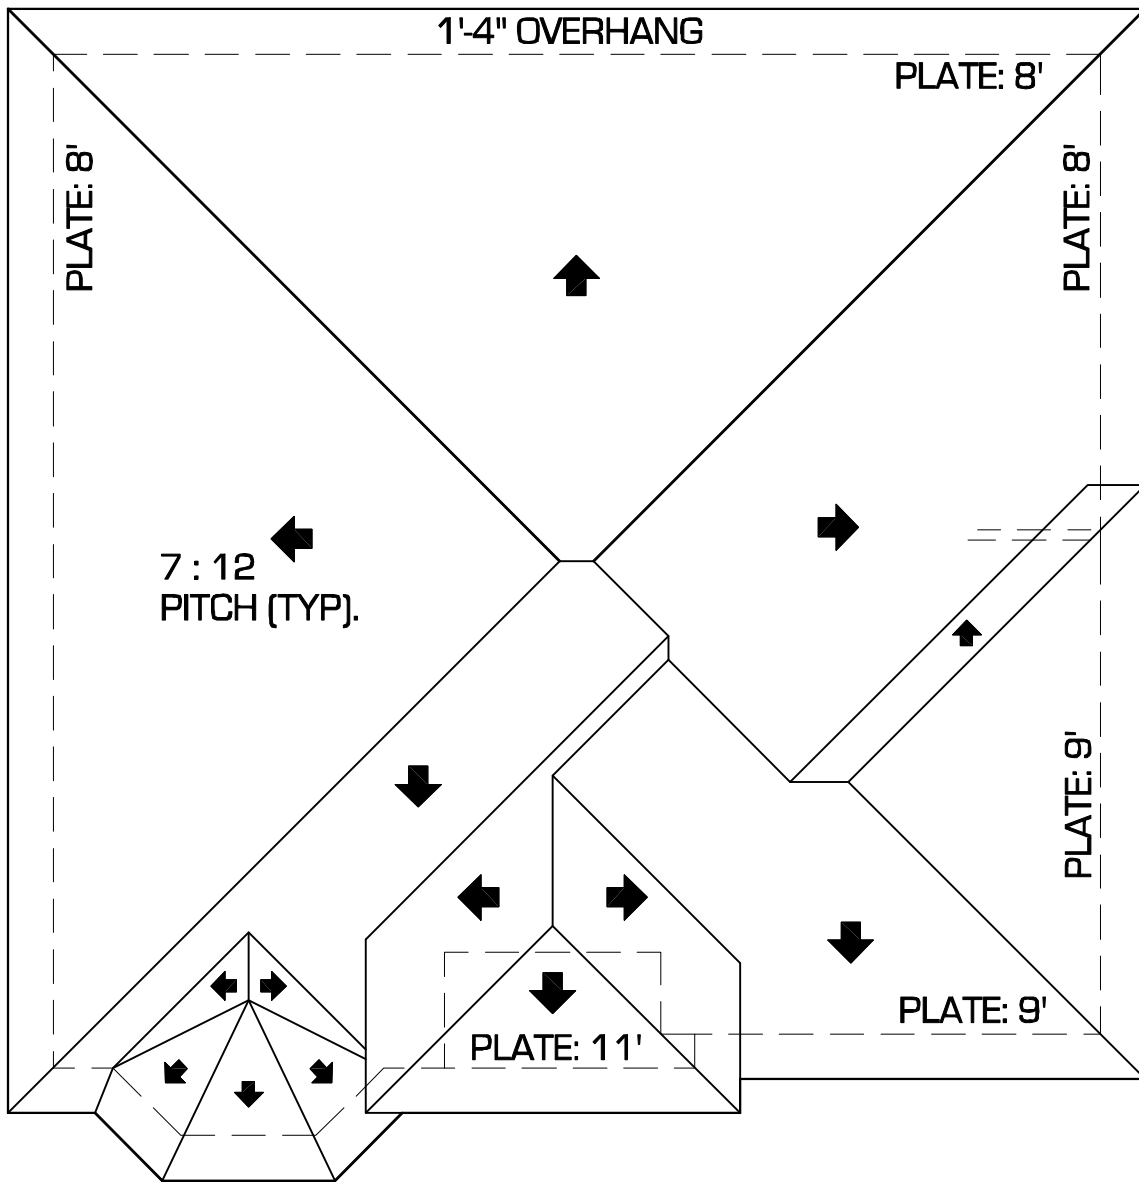 1'-4" OVERHANG
PLATE: 8'
PLATE: 8'
PLATE: 8'
7 : 12
PITCH (TYP).
PLATE: 9'
PLATE: 9'
PLATE: 11'